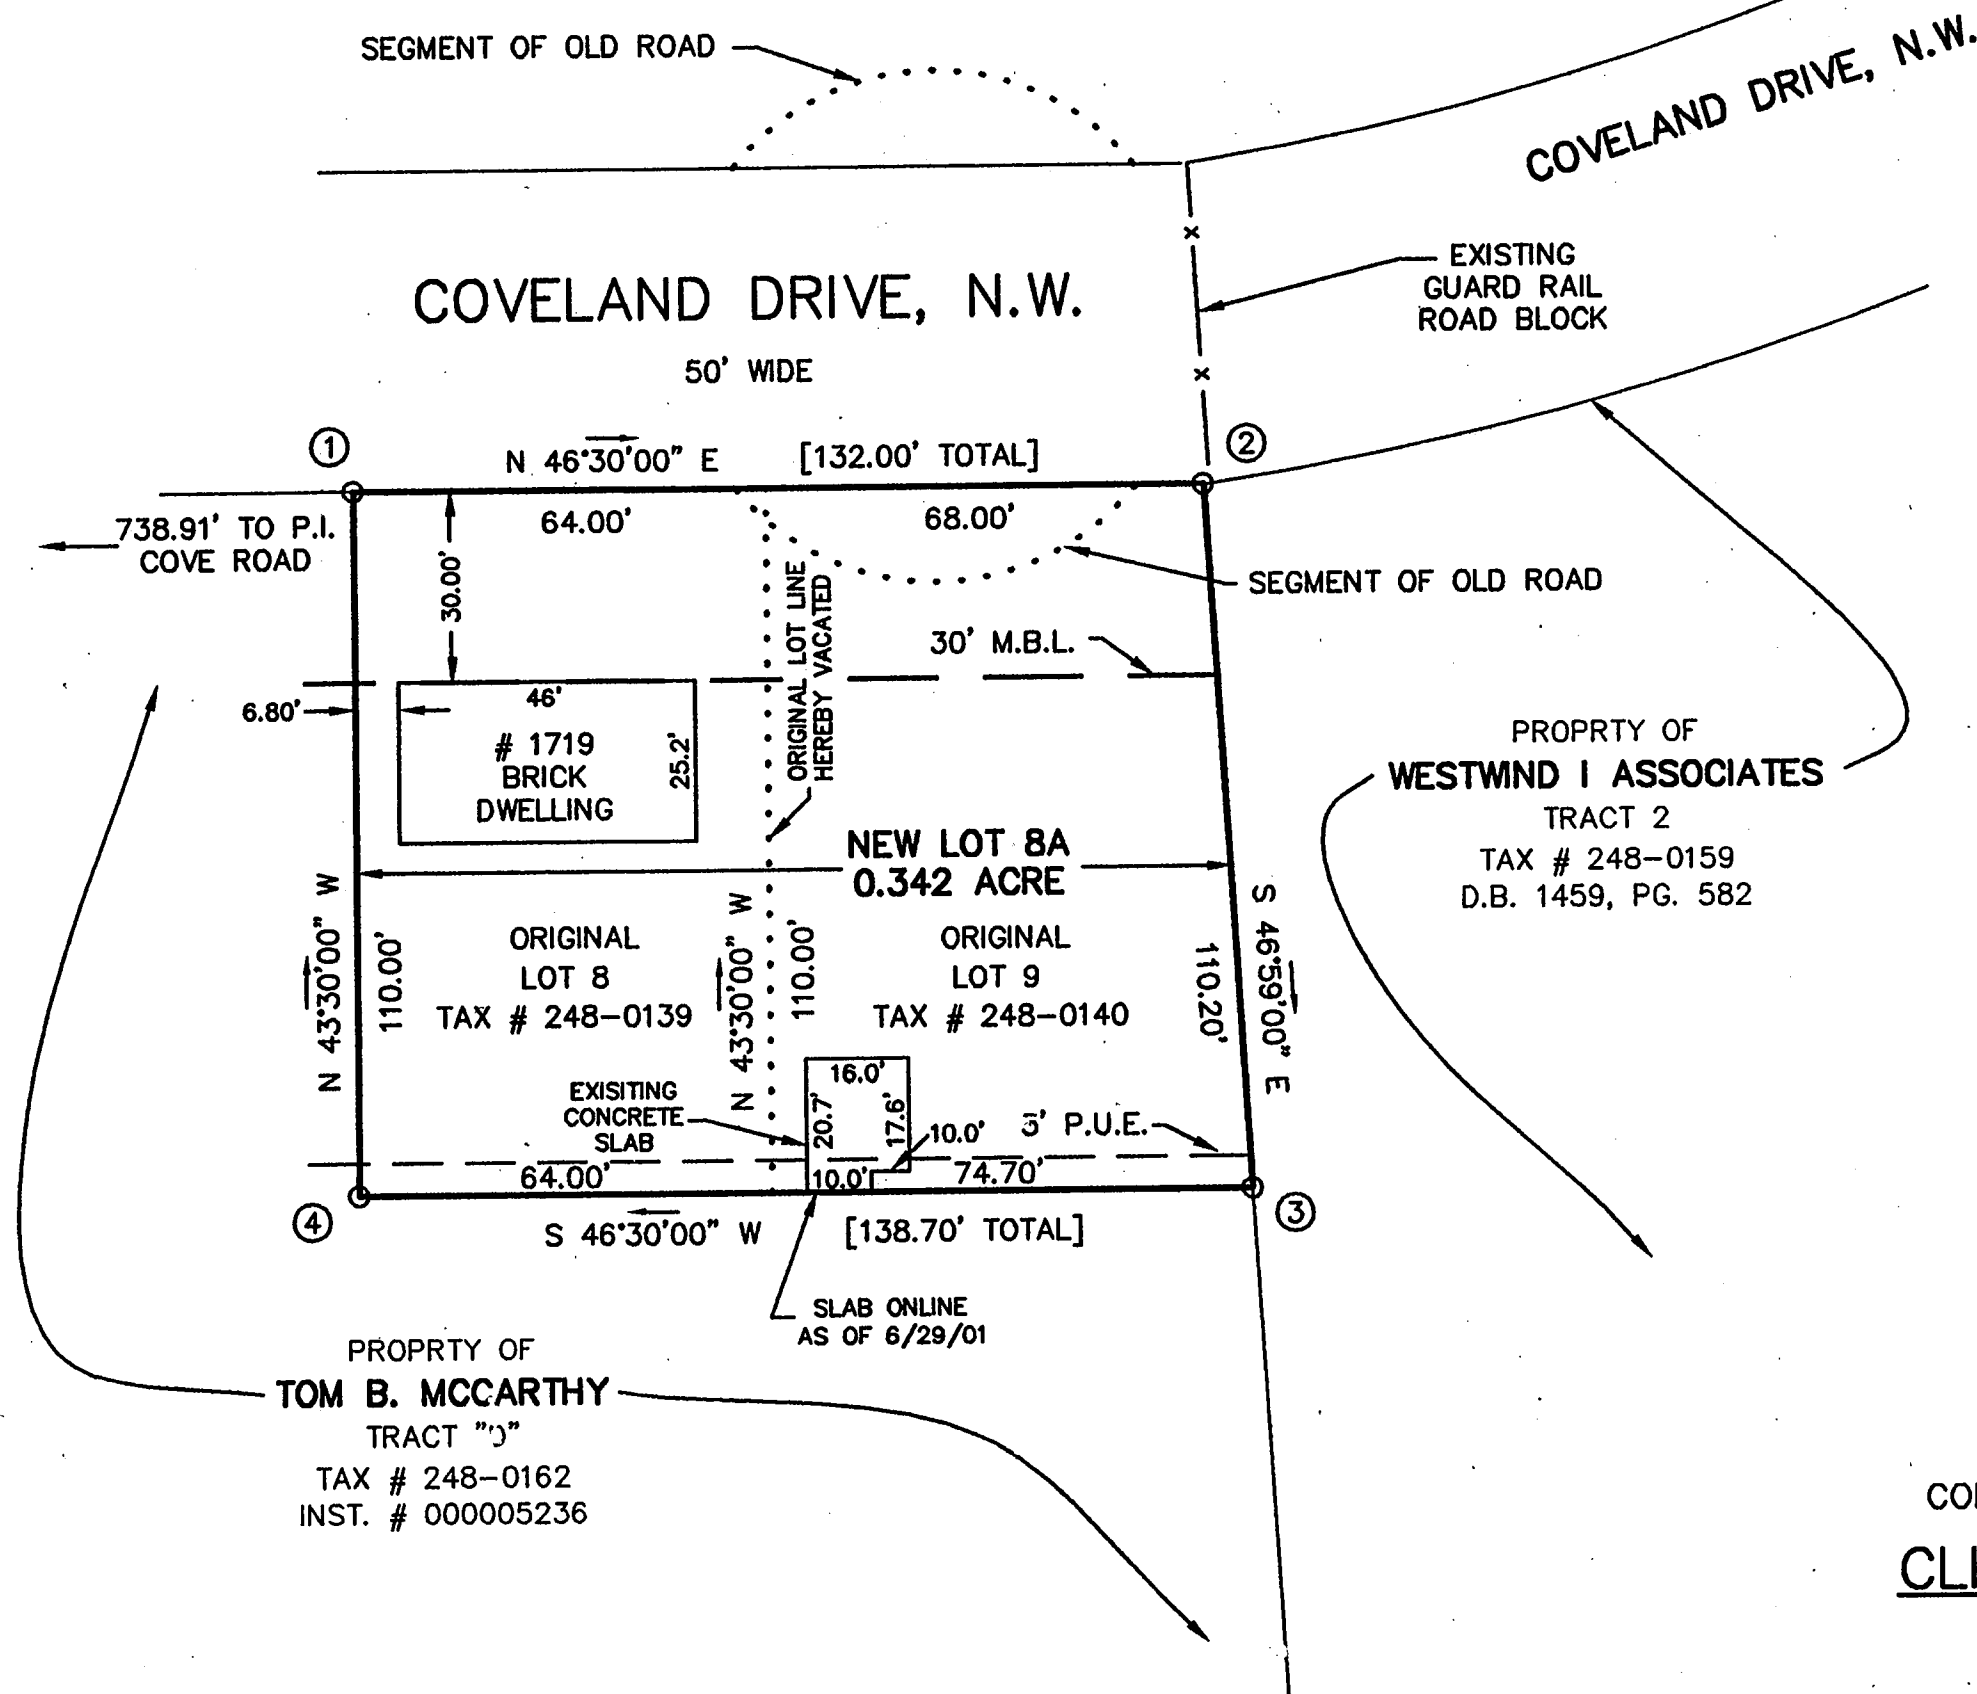 SEGMENT OF OLD ROAD
COVELAND DRIVE, N.W.
COVELAND DRIVE, N.W.
50' WIDE
EXISTING
GUARD RAIL
ROAD BLOCK
1
N 46°30'00" E [132.00' TOTAL]
2
738.91' TO P.I.
COVE ROAD
64.00'
68.00'
30.00'
SEGMENT OF OLD ROAD
ORIGINAL LOT LINE
HEREBY VACATED
30' M.B.L.
6.80'
46'
# 1719
BRICK
DWELLING
25.2'
PROPRTY OF
WESTWIND I ASSOCIATES
TRACT 2
TAX # 248-0159
D.B. 1459, PG. 582
NEW LOT 8A
0.342 ACRE
N 43°30'00" W
110.00'
ORIGINAL
LOT 8
TAX # 248-0139
N 43°30'00" W
110.00'
ORIGINAL
LOT 9
TAX # 248-0140
110.20'
S 46°59'00" E
EXISITING
CONCRETE
SLAB
16.0'
20.7'
17.6'
10.0'
P.U.E.
64.00'
10.0'
74.70'
4
S 46°30'00" W [138.70' TOTAL]
3
SLAB ONLINE
AS OF 6/29/01
PROPRTY OF
TOM B. MCCARTHY
TRACT
TAX # 248-0162
INST. # 000005236